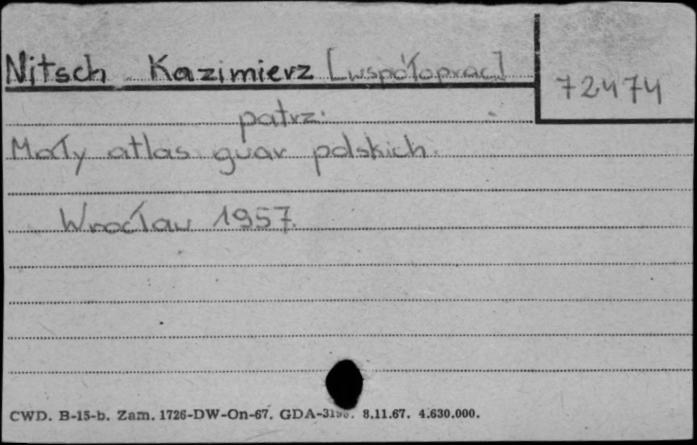 Nitsch Kazimierz [współoprac]
72474
patrz:
Mały atlas gwar polskich
Wrocław 1957.
CWD. B-15-b. Zam. 1726-DW-On-67. GDA- 8.11.67. 4.630.000.